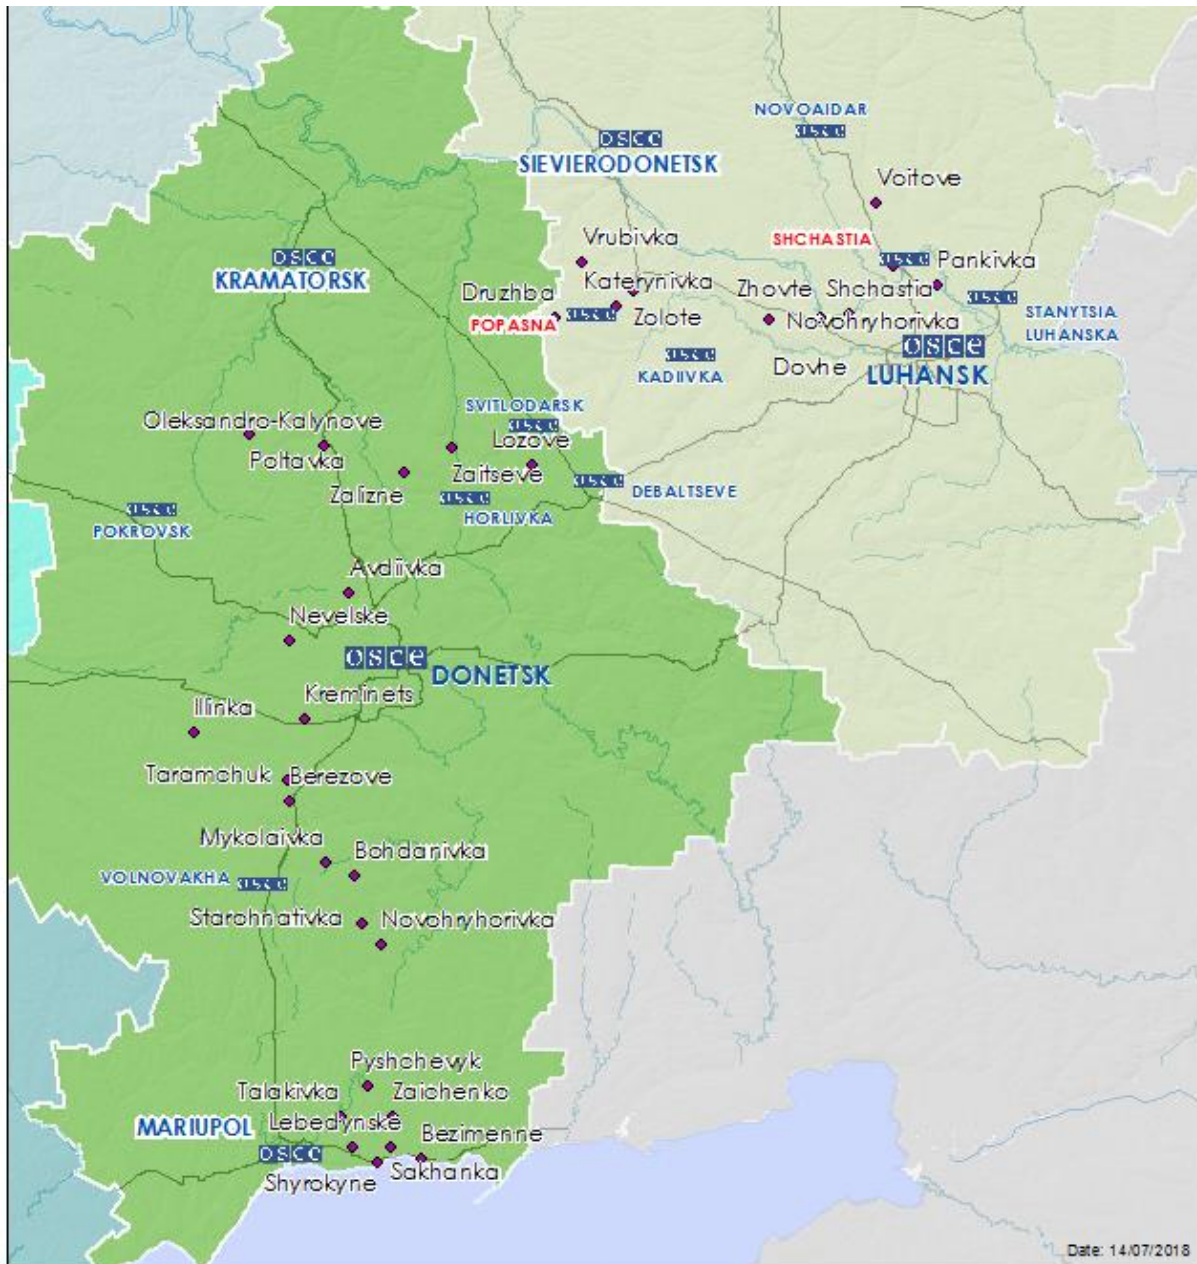 NOVOAIDAR
osce
osce
SIEVIERODONETSK
Voitove
Vrubivka
SHCHASTIA
osce
KRAMATORSK
osce
Pankivka
Druzhba
Katerynivka
Zhovte
Shchastia
osce
POPASNA
osce
Zolote
Novohryhorivka
STANYTSIA
LUHANSKA
osce
osce
KADIIVKA
Dovhe
LUHANSK
SVITLODARSK
osce
Oleksandro-Kalynove
Lozove
Poltavka
Zaitseve
osce
DEBALTSEVE
Zalizne
osce
HORLIVKA
osce
POKROVSK
Avdiivka
Nevelske
osce
DONETSK
Illinka
Kreminets
Taramchuk
Berezove
Mykolaivka
Bohdanivka
VOLNOVAKHA
osce
Starohnativka
Novohryhorivka
Pyshchevyk
Talakivka
Zaichenko
MARIUPOL
Lebedynske
Bezimenne
osce
Shyrokyne
Sakhanka
Date: 14/07/2018